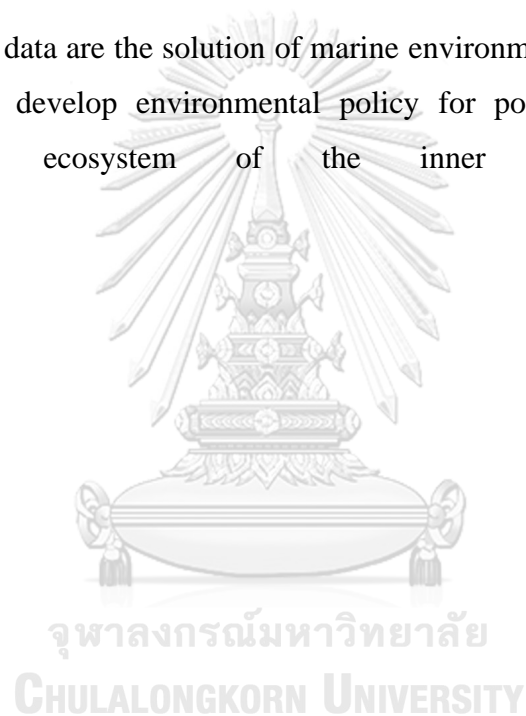 data are the solution of marine environm
develop environmental policy for po
ecosystem of the inner
จุฬาลงกรณ์มหาวิทยาลัย
CHULALONGKORN UNIVERSITY